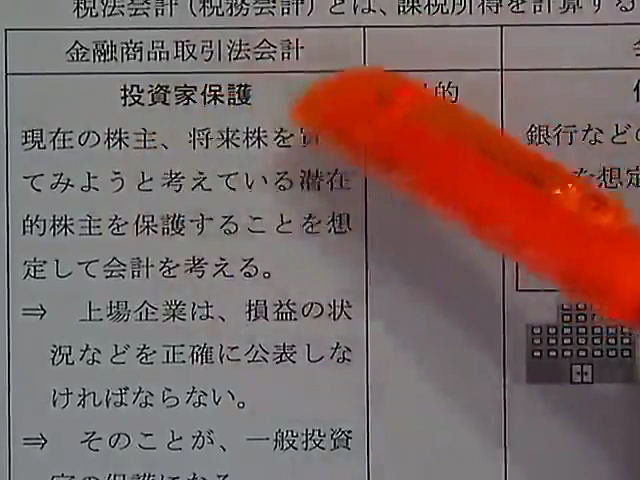 税法会計（税務会計）とは、課税所得を計算する
金融商品取引法会計
投資家保護
的
現在の株主、将来株を
銀行などの
てみようと考えている潜在
を想定
的株主を保護することを想
定して会計を考える。
⇒ 上場企業は、損益の状
況などを正確に公表しな
ければならない。
⇒ そのことが、一般投資